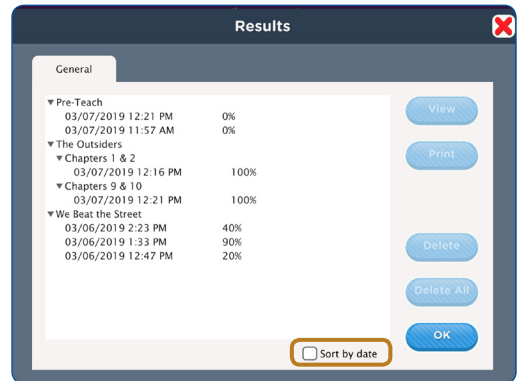 Results
General
Pre-Teach
03/07/2019 12:21 PM 0%
03/07/2019 11:57 AM 0%
The Outsiders
Chapters 1 & 2
03/07/2019 12:16 PM 100%
Chapters 9 & 10
03/07/2019 12:21 PM 100%
We Beat the Street
03/06/2019 2:23 PM 40%
03/06/2019 1:33 PM 90%
03/06/2019 12:47 PM 20%
View
Print
Delete
Delete All
OK
Sort by date